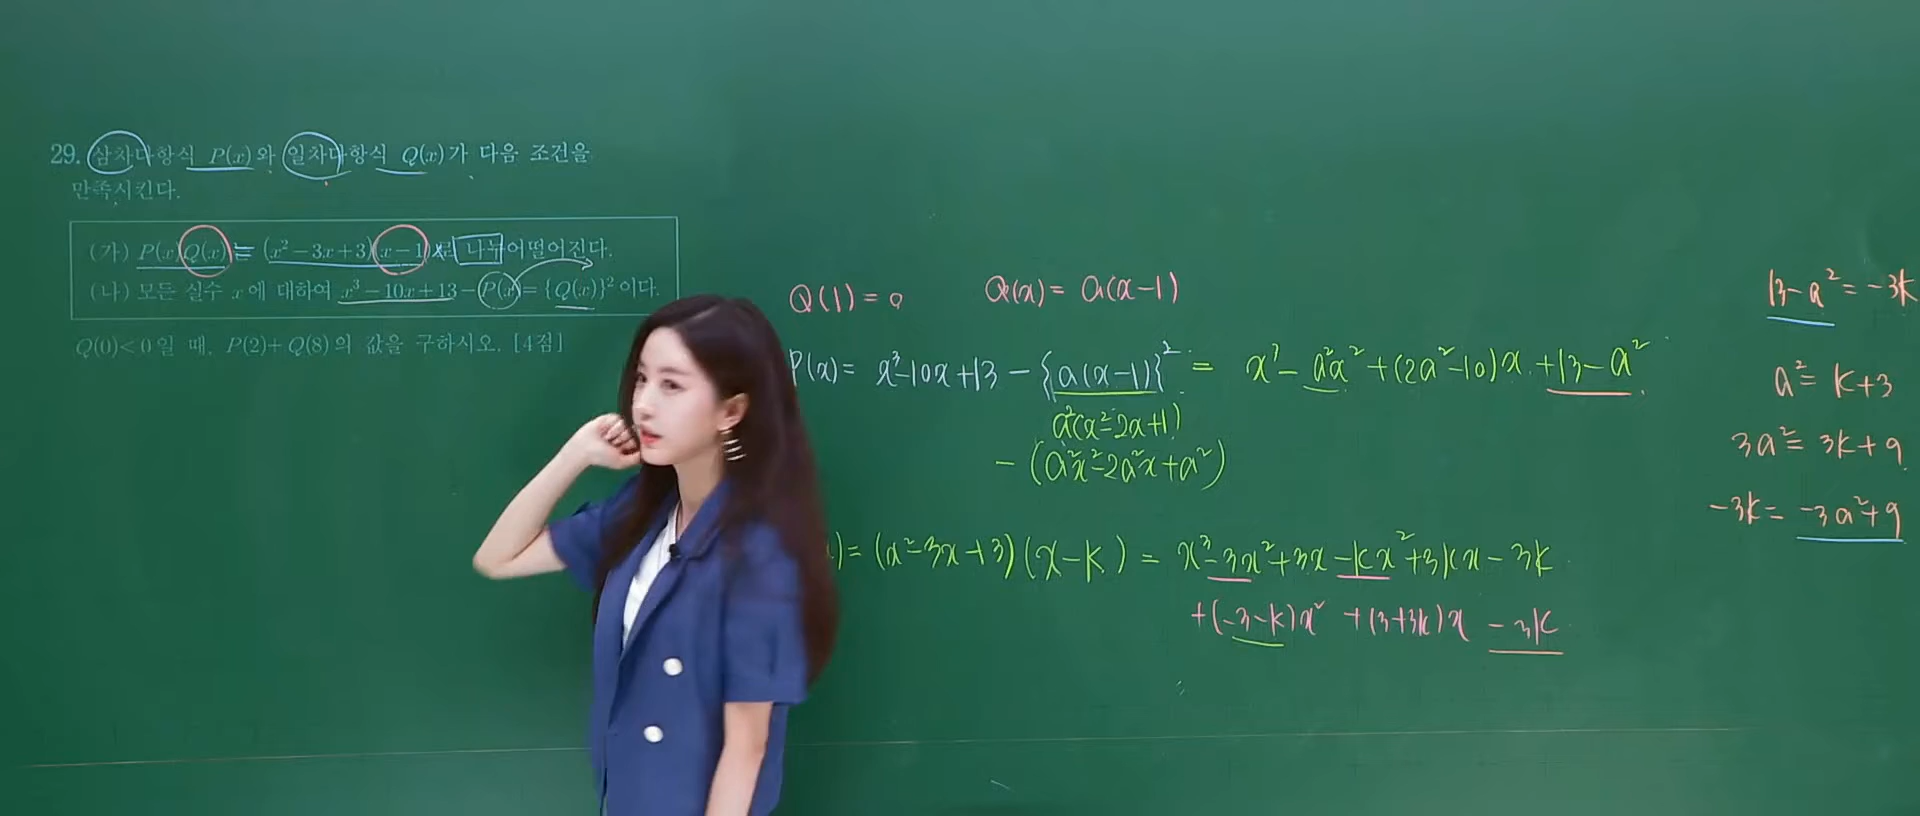 29. 삼차다항식 P(x)와 일차다항식 Q(x)가 다음 조건을
만족시킨다.
(가) P(x)Q(x)는 (x²-3x+3)(x-1)로 나누어떨어진다.
(나) 모든 실수 x에 대하여 x³-10x+13-P(x)={Q(x)}²이다.
Q(0)<0일 때, P(2)+Q(8)의 값을 구하시오. [4점]
Q(1)=0
Q(x)= a(x-1)
P(x)= x³-10x+13-{a(x-1)}² = x³-a²x²+(2a²-10)x+13-a²
a²(x²-2x+1)
-(a²x²-2a²x+a²)
)=(x²-3x+3)(x-k) = x³-3x²+3x-kx²+3kx-3k
+(-3-k)x² +(3+3k)x -3k
13-a²=-3k
a²=k+3
3a²=3k+9
-3k=-3a²+9